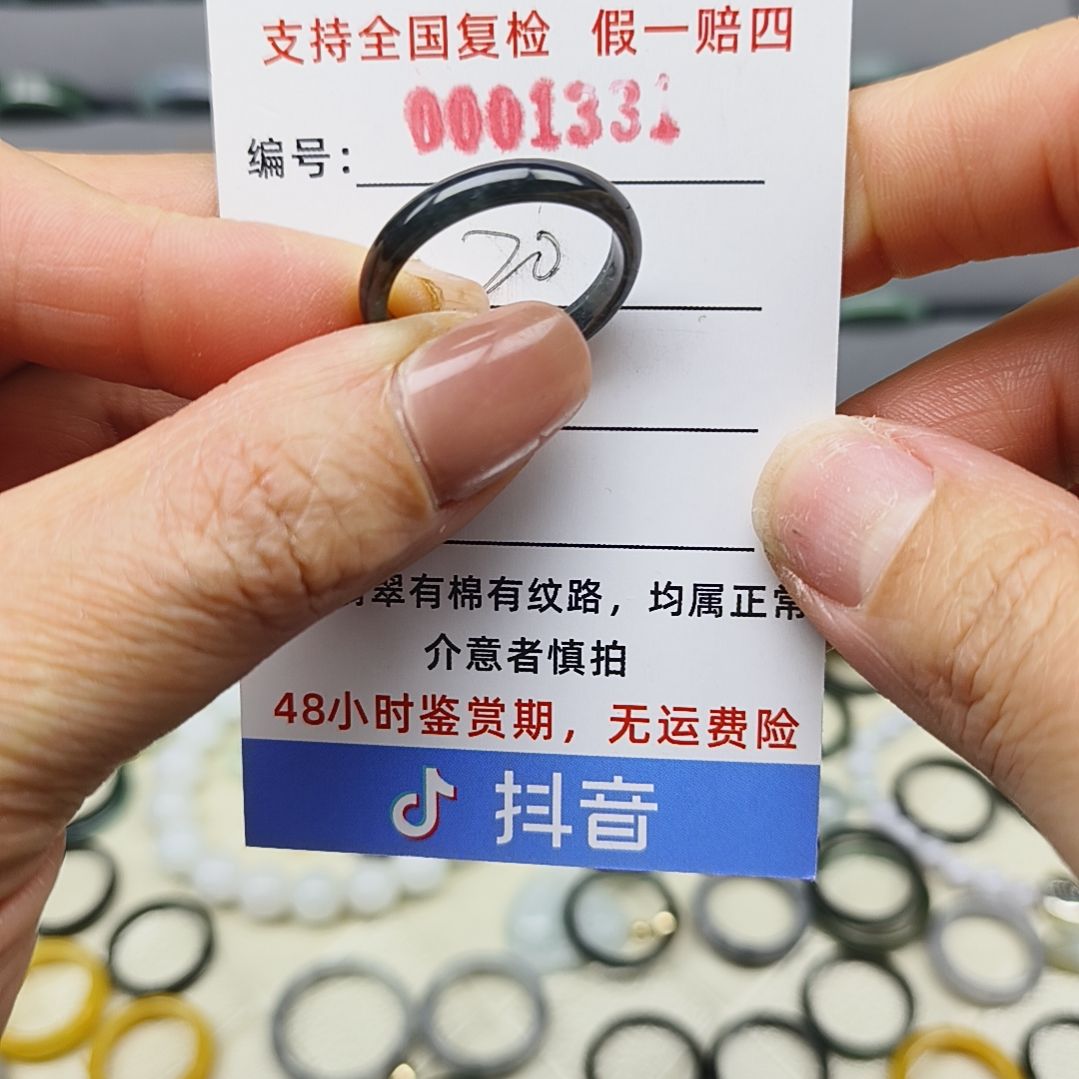 支持全国复检 假一赔四
0001331
编号：
20
翠有棉有纹路，均属正常
介意者慎拍
48小时鉴赏期，无运费险
抖音